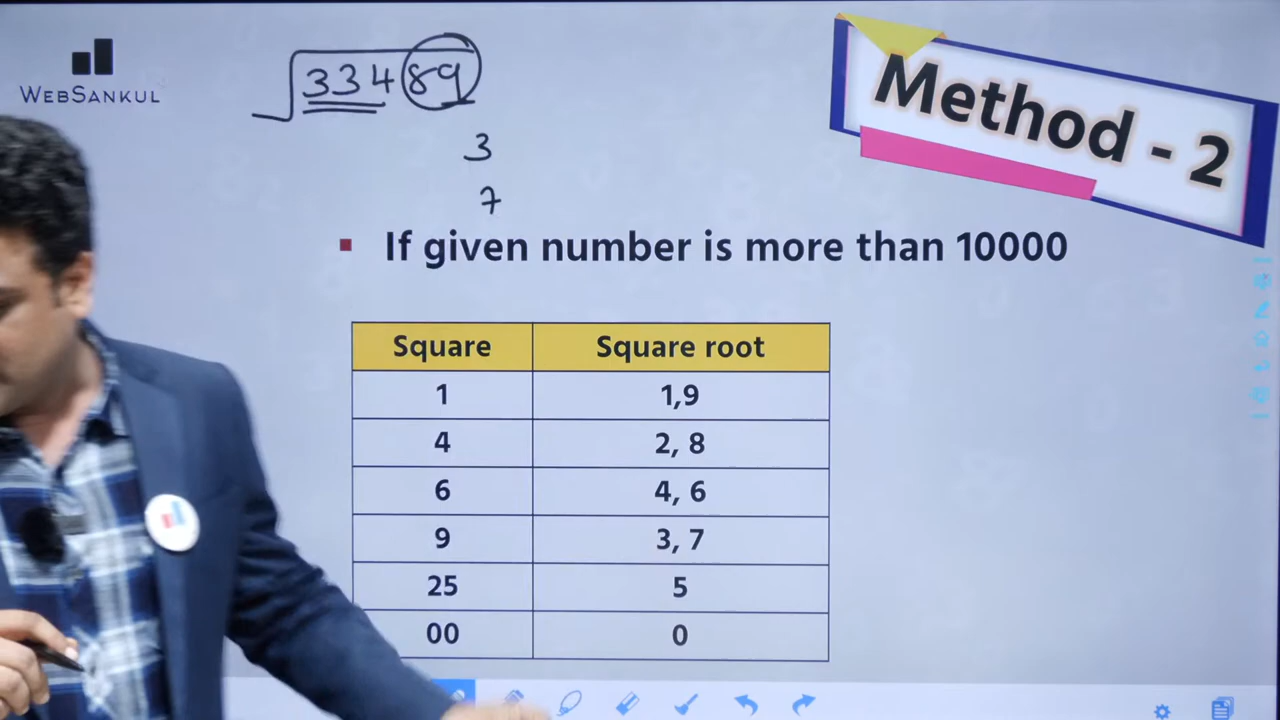 WEBSANKUL
33489
3
7
Method - 2
If given number is more than 10000
Square Square root
1 1,9
4 2, 8
6 4, 6
9 3, 7
25 5
00 0